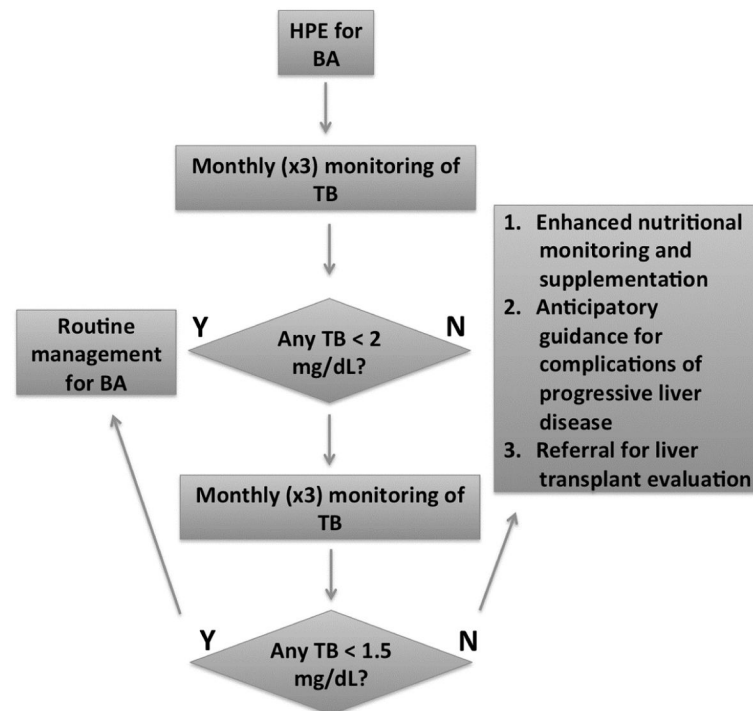 HPE for
BA
Monthly (x3) monitoring of
TB
Y
Any TB < 2
mg/dL?
N
Routine
management
for BA
1. Enhanced nutritional
monitoring and
supplementation
2. Anticipatory
guidance for
complications of
progressive liver
disease
3. Referral for liver
transplant evaluation
Monthly (x3) monitoring of
TB
Y
Any TB < 1.5
mg/dL?
N